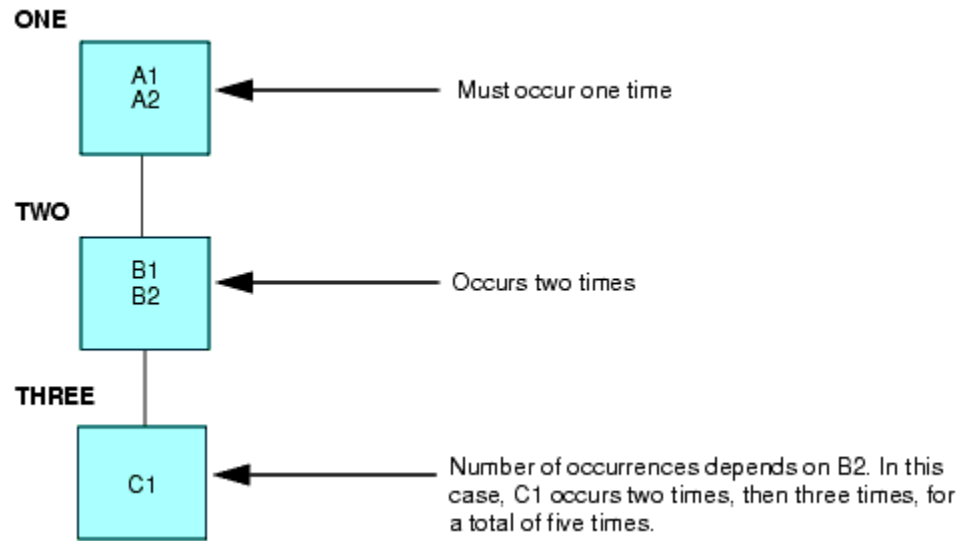 ONE
A1
A2
Must occur one time
TWO
B1
B2
Occurs two times
THREE
C1
Number of occurrences depends on B2. In this
case, C1 occurs two times, then three times, for
a total of five times.